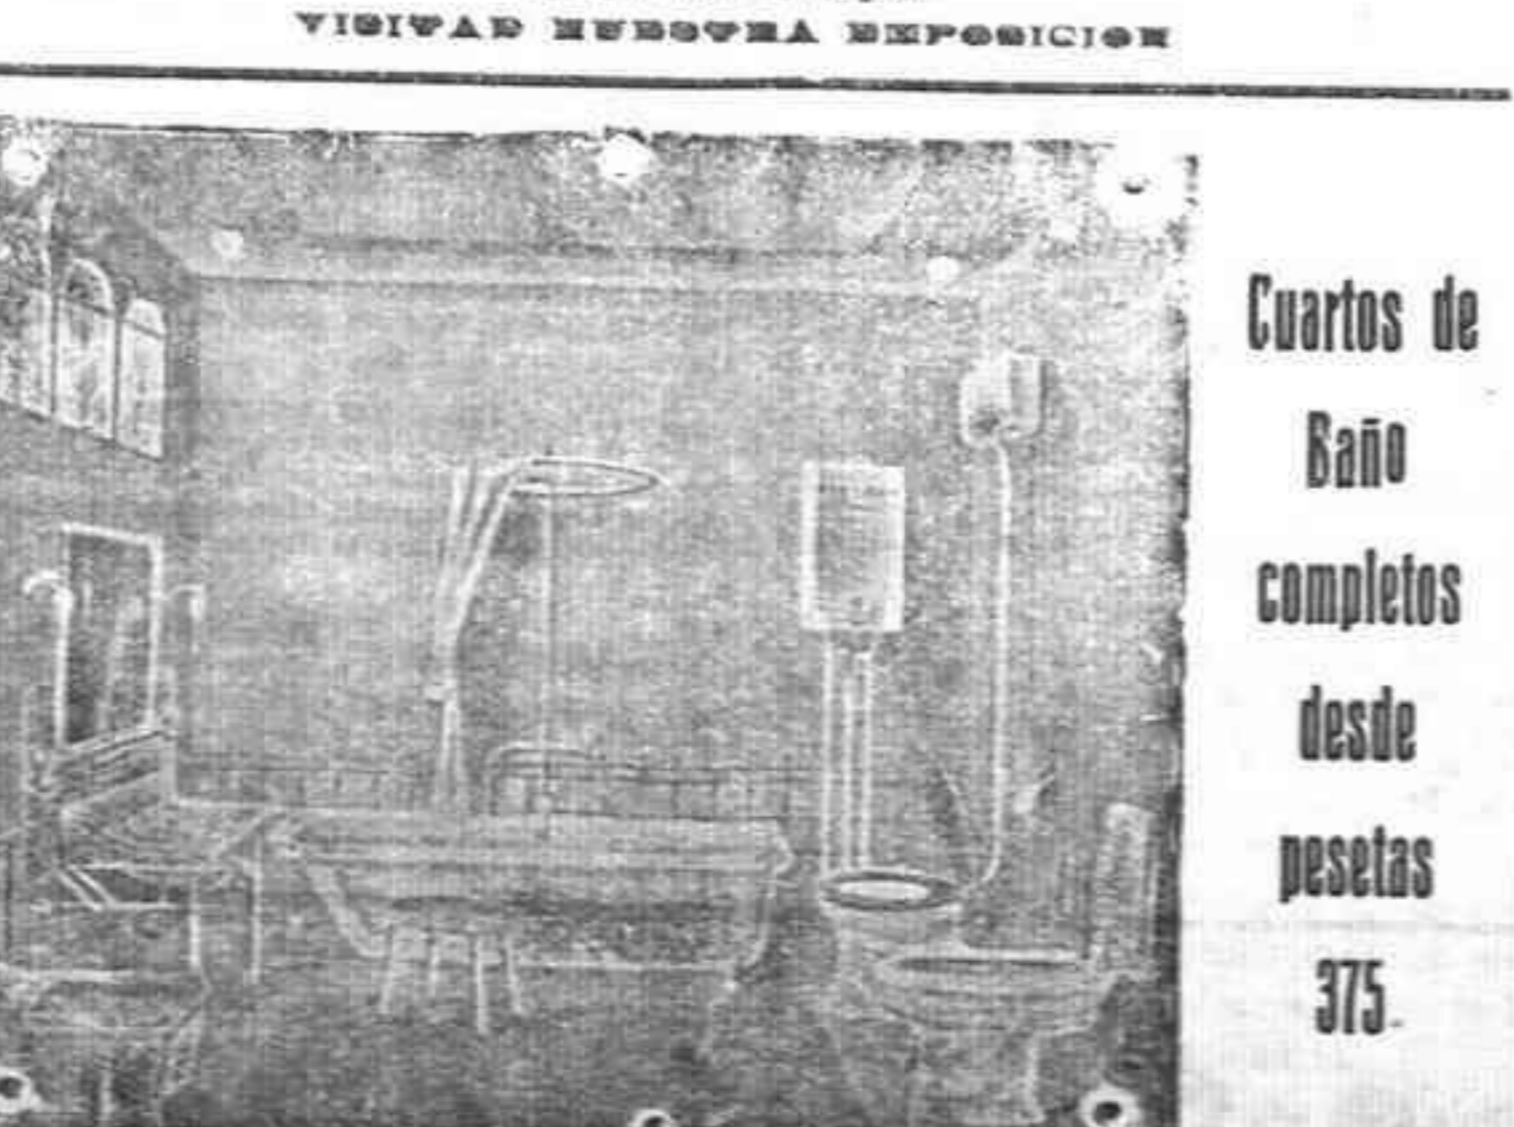 VISITAD NUESTRA EXPOSICION
Cuartos de
Baño
completos
desde
pesetas
375